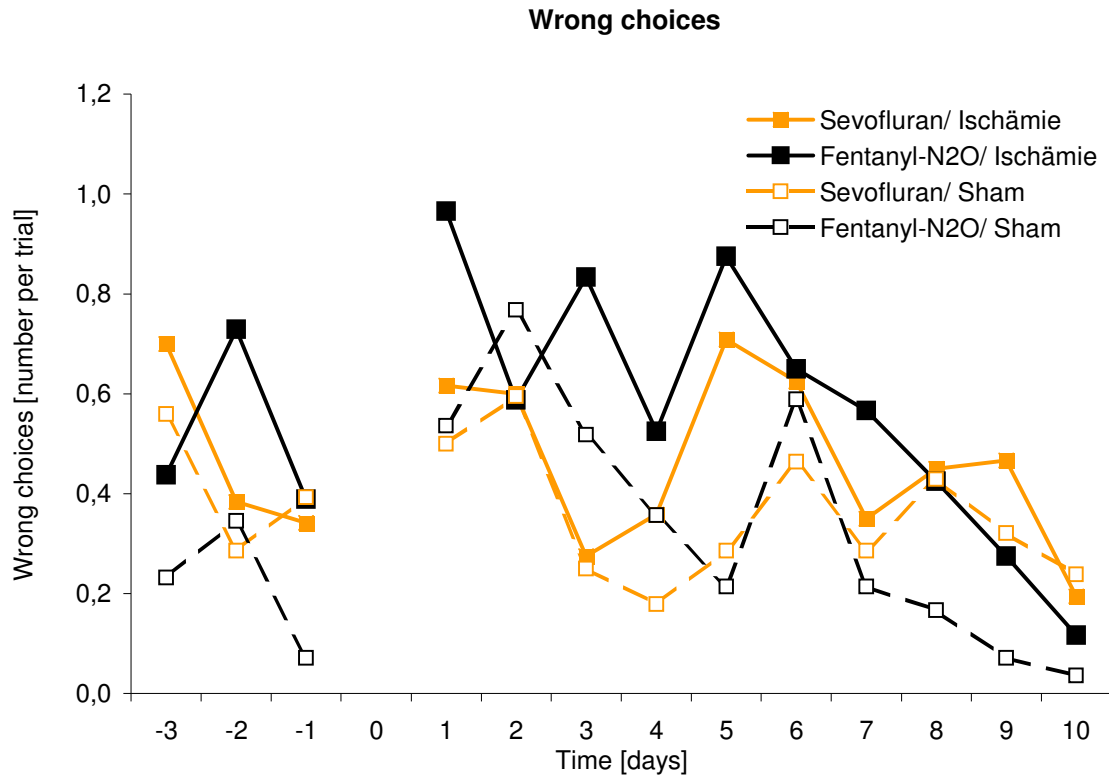 Wrong choices
1,2
1,0
0,8
0,6
0,4
0,2
0,0
Wrong choices [number per trial]
Sevofluran/ Ischämie
Fentanyl-N2O/ Ischämie
Sevofluran/ Sham
Fentanyl-N2O/ Sham
-3 -2 -1 0 1 2 3 4 5 6 7 8 9 10
Time [days]